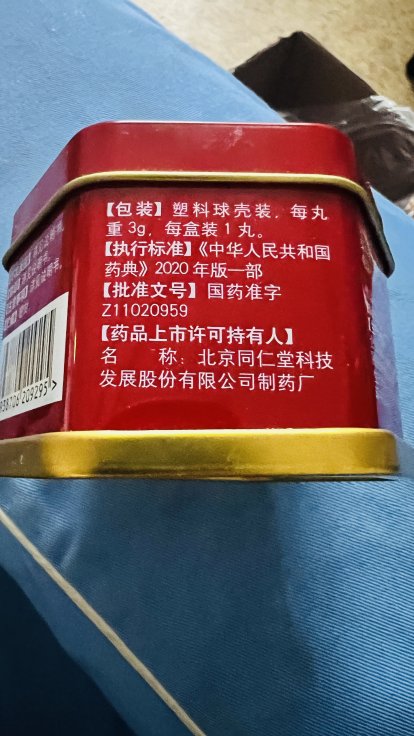 【包装】塑料球壳装，每丸
重3g，每盒装1丸。
【执行标准】《中华人民共和国
药典》2020年版一部
【批准文号】国药准字
Z11020959
【药品上市许可持有人】
名　　称：北京同仁堂科技
发展股份有限公司制药厂